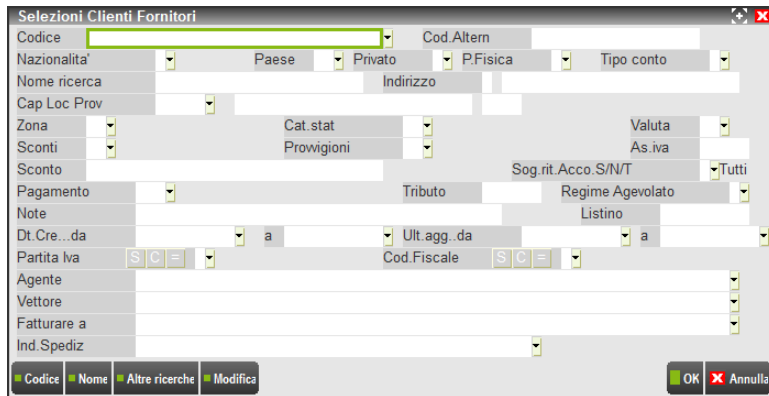 Selezioni Clienti Fornitori
Codice Cod.Altern
Nazionalita' Paese Privato P.Fisica Tipo conto
Nome ricerca Indirizzo
Cap Loc Prov
Zona Cat.stat Valuta
Sconti Provvigioni As.iva
Sconto Sog.rit.Acco.S/N/T Tutti
Pagamento Tributo Regime Agevolato
Note Listino
Dt.Cre...da a Ult.agg..da a
Partita Iva S C = Cod.Fiscale S C =
Agente
Vettore
Fatturare a
Ind.Spediz
Codice Nome Altre ricerche Modifica OK Annulla